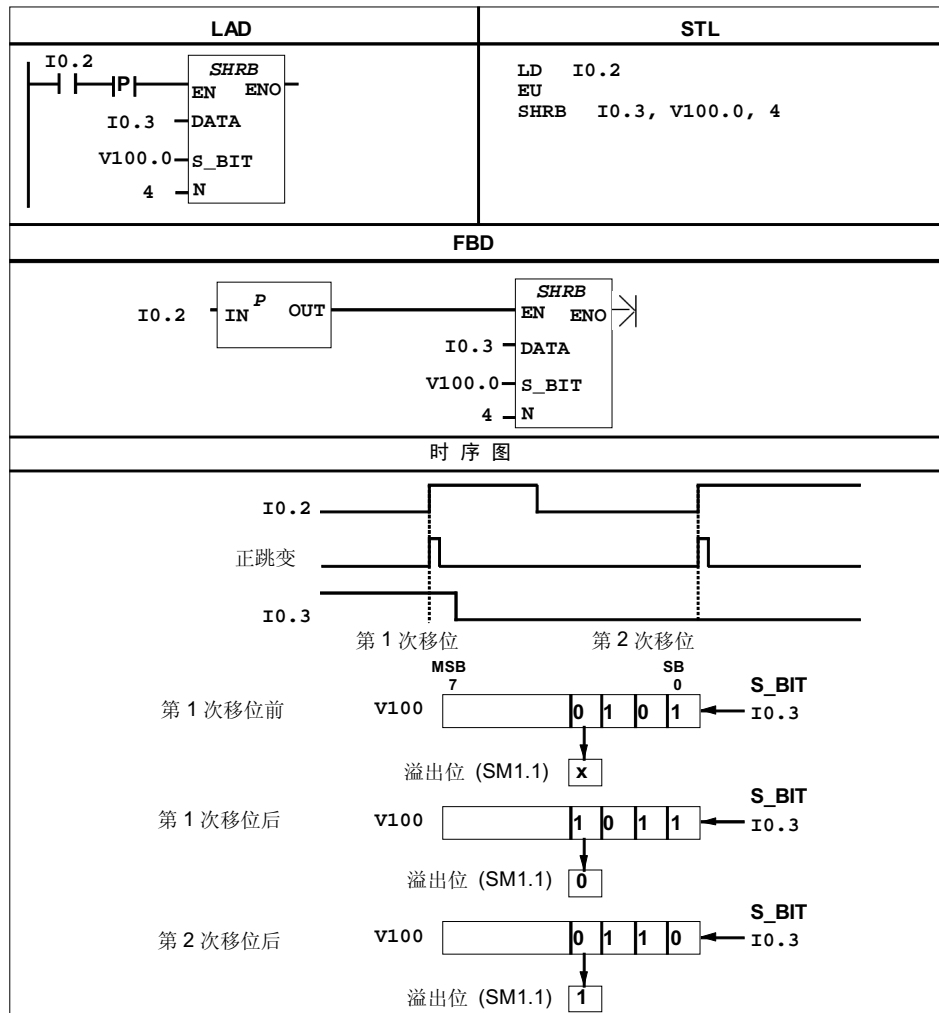 LAD
STL
I0.2
P
SHRB
EN ENO
I0.3 DATA
V100.0 S_BIT
4 N
LD I0.2
EU
SHRB I0.3, V100.0, 4
FBD
I0.2 IN P OUT
SHRB
EN ENO
I0.3 DATA
V100.0 S_BIT
4 N
时 序 图
I0.2
正跳变
I0.3
第 1 次移位 第 2 次移位
MSB SB
7 0 S_BIT
第 1 次移位前 V100 0 1 0 1 I0.3
溢出位 (SM1.1) x
S_BIT
第 1 次移位后 V100 1 0 1 1 I0.3
溢出位 (SM1.1) 0
S_BIT
第 2 次移位后 V100 0 1 1 0 I0.3
溢出位 (SM1.1) 1